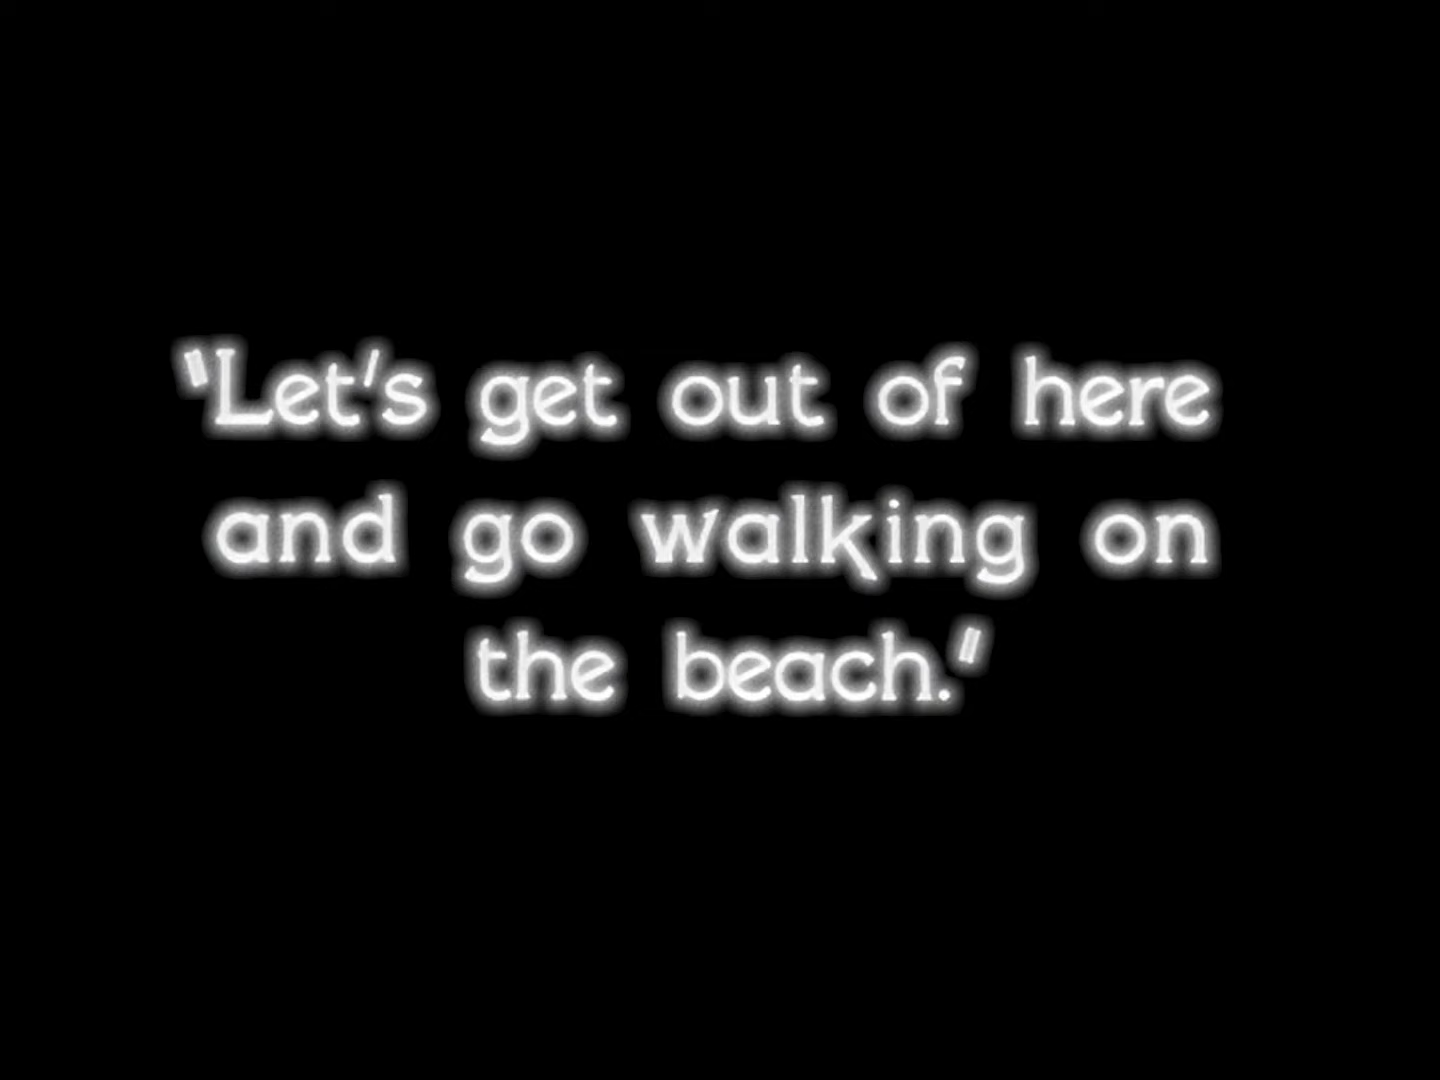 "Let's get out of here
and go walking on
the beach."